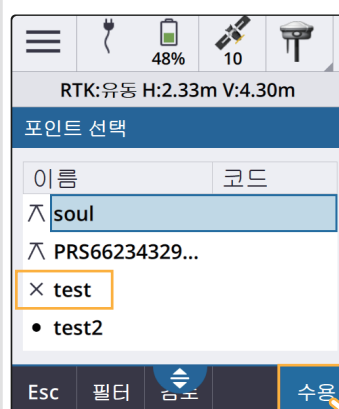 48%
10
RTK:유동 H:2.33m V:4.30m
포인트 선택
이름 코드
soul
PRS66234329...
test
test2
Esc 필터 수용